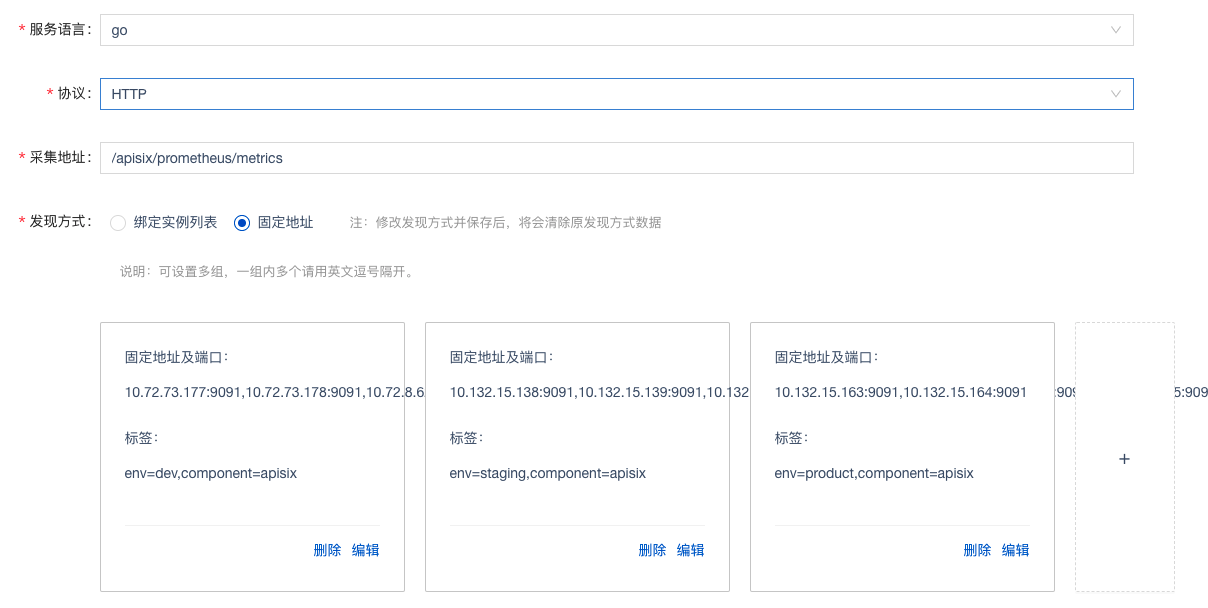 * 服务语言： go
* 协议： HTTP
* 采集地址： /apisix/prometheus/metrics
* 发现方式： 绑定实例列表 固定地址 注：修改发现方式并保存后，将会清除原发现方式数据
说明：可设置多组，一组内多个请用英文逗号隔开。
固定地址及端口：
10.72.73.177:9091,10.72.73.178:9091,10.72.8.6
标签：
env=dev,component=apisix
删除 编辑
固定地址及端口：
10.132.15.138:9091,10.132.15.139:9091,10.132
标签：
env=staging,component=apisix
删除 编辑
固定地址及端口：
10.132.15.163:9091,10.132.15.164:9091
标签：
env=product,component=apisix
删除 编辑
+
5:909